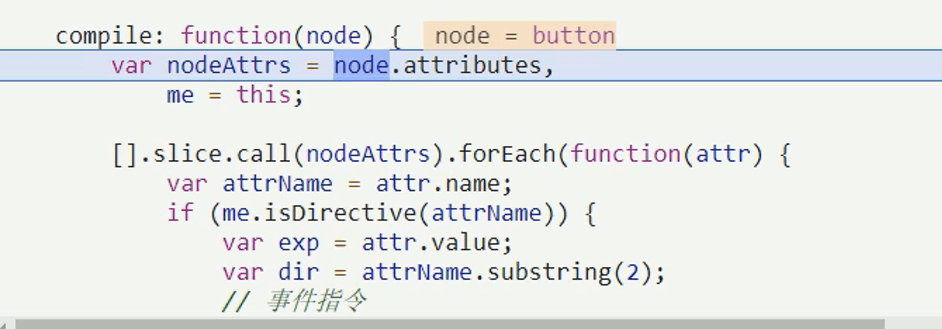 compile: function(node) {  node = button
var nodeAttrs = node.attributes,
me = this;
[].slice.call(nodeAttrs).forEach(function(attr) {
var attrName = attr.name;
if (me.isDirective(attrName)) {
var exp = attr.value;
var dir = attrName.substring(2);
// 事件指令